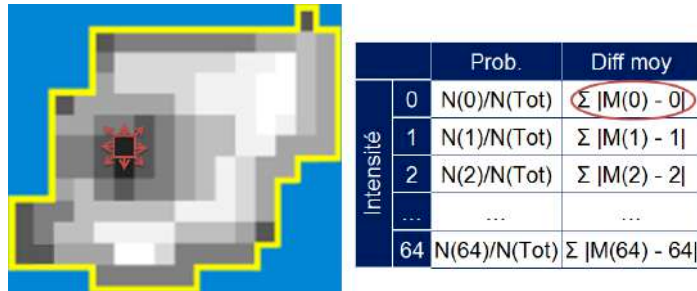 Prob. Diff moy
Intensité
0 N(0)/N(Tot) Σ |M(0) - 0|
1 N(1)/N(Tot) Σ |M(1) - 1|
2 N(2)/N(Tot) Σ |M(2) - 2|
... ... ...
64 N(64)/N(Tot) Σ |M(64) - 64|